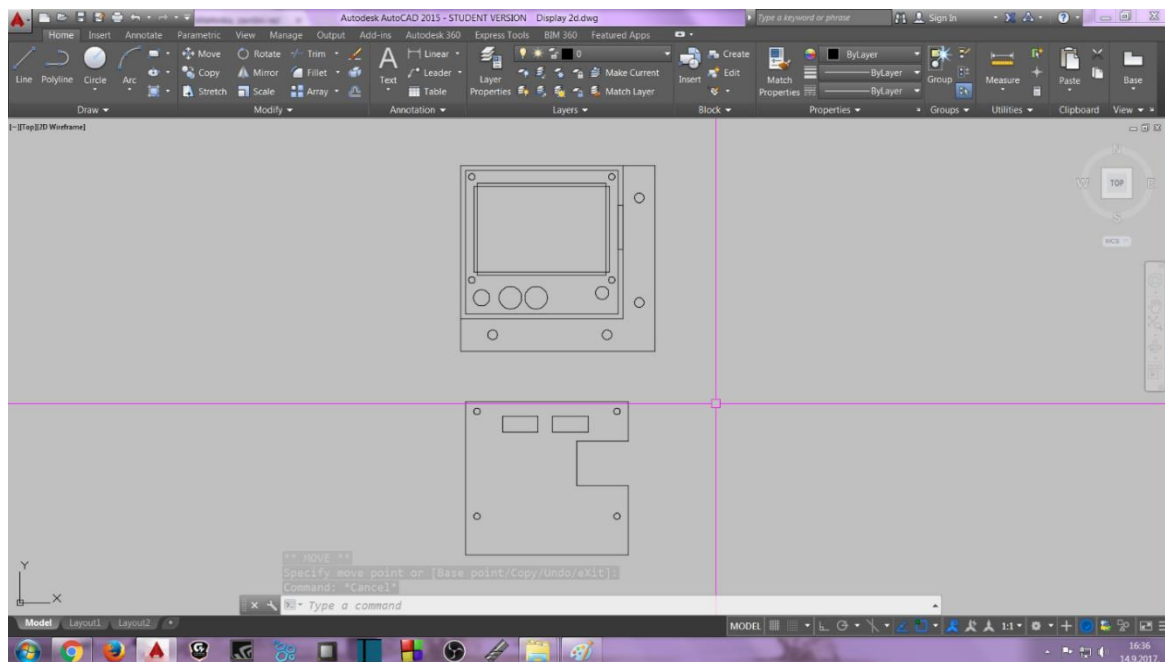 Autodesk AutoCAD 2015 - STUDENT VERSION Display 2d.dwg
Type a keyword or phrase
Sign In
Home Insert Annotate Parametric View Manage Output Add-ins Autodesk 360 Express Tools BIM 360 Featured Apps
Line Polyline Circle Arc
Move Rotate Trim
Copy Mirror Fillet
Stretch Scale Array
Text
Linear
Leader
Table
Layer Properties
0
Make Current
Match Layer
Insert
Create
Edit
Match Properties
ByLayer
ByLayer
ByLayer
Group
Measure
Paste
Base
Draw Modify Annotation Layers Block Properties Groups Utilities Clipboard View
[-][Top][2D Wireframe]
N
W TOP E
S
WCS
** MOVE **
Specify move point or [Base point/Copy/Undo/eXit]:
Command: *Cancel*
Type a command
Y
X
Model Layout1 Layout2 +
MODEL
1:1
16:36
14.9.2017